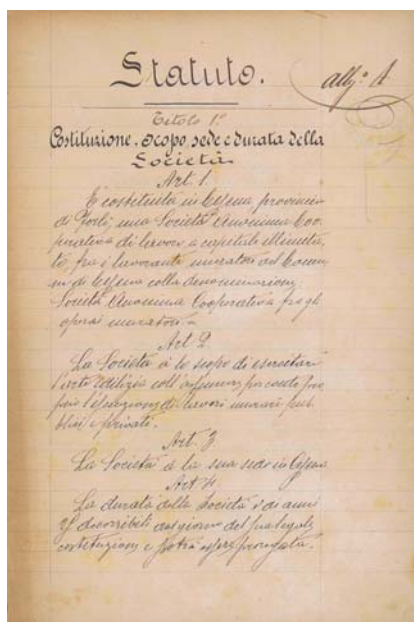 Statuto.
Allg.º A
Titolo 1º
Costituzione, scopo sede e durata della
Società
Art 1.
È costituita in Cesena provincia
di Forlì, una Società Anonima Coo-
perativa di lavoro a capitale illimita-
to, fra i lavoranti muratori del Comu-
ne di Cesena colla denominazione:
Società Anonima Cooperativa fra gli
operai muratori.=
Art 2
La Società à lo scopo di esercitare
l'arte edilizia coll'assumere per conto pro-
prio l'esecuzione di lavori murari pub-
blici e privati.
Art. 3
La Società à la sua sede in Cesena
Art 4
La durata della Società è di anni
decorribili dal giorno del sua legale
costituzione e potrà essere prorogata.